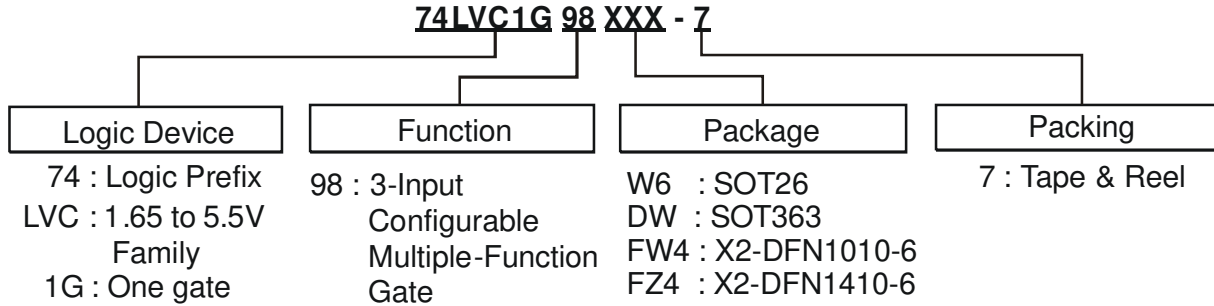 74LVC1G 98 XXX - 7
Logic Device
74 : Logic Prefix
LVC : 1.65 to 5.5V
Family
1G : One gate
Function
98 : 3-Input
Configurable
Multiple-Function
Gate
Package
W6 : SOT26
DW : SOT363
FW4 : X2-DFN1010-6
FZ4 : X2-DFN1410-6
Packing
7 : Tape & Reel